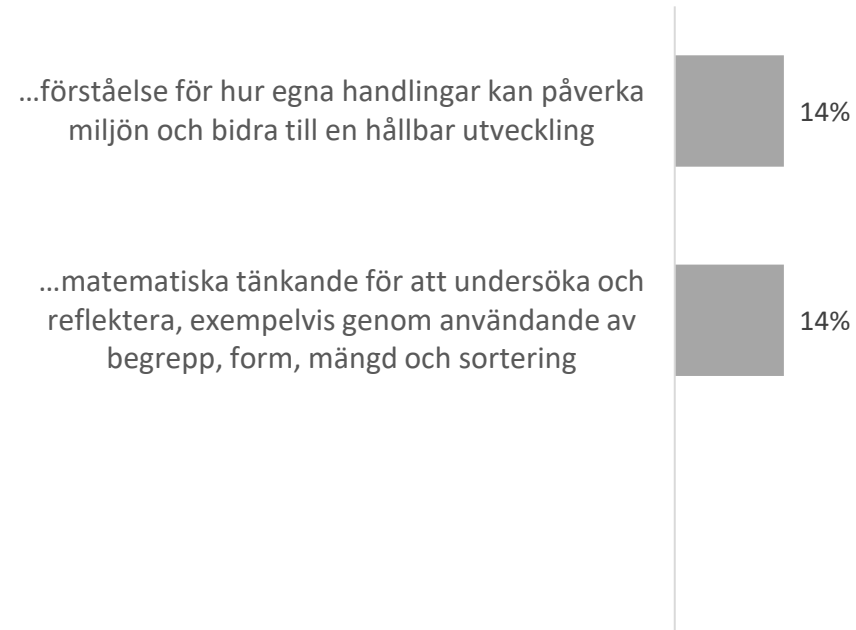 …förståelse för hur egna handlingar kan påverka
miljön och bidra till en hållbar utveckling
14%
…matematiska tänkande för att undersöka och
reflektera, exempelvis genom användande av
begrepp, form, mängd och sortering
14%